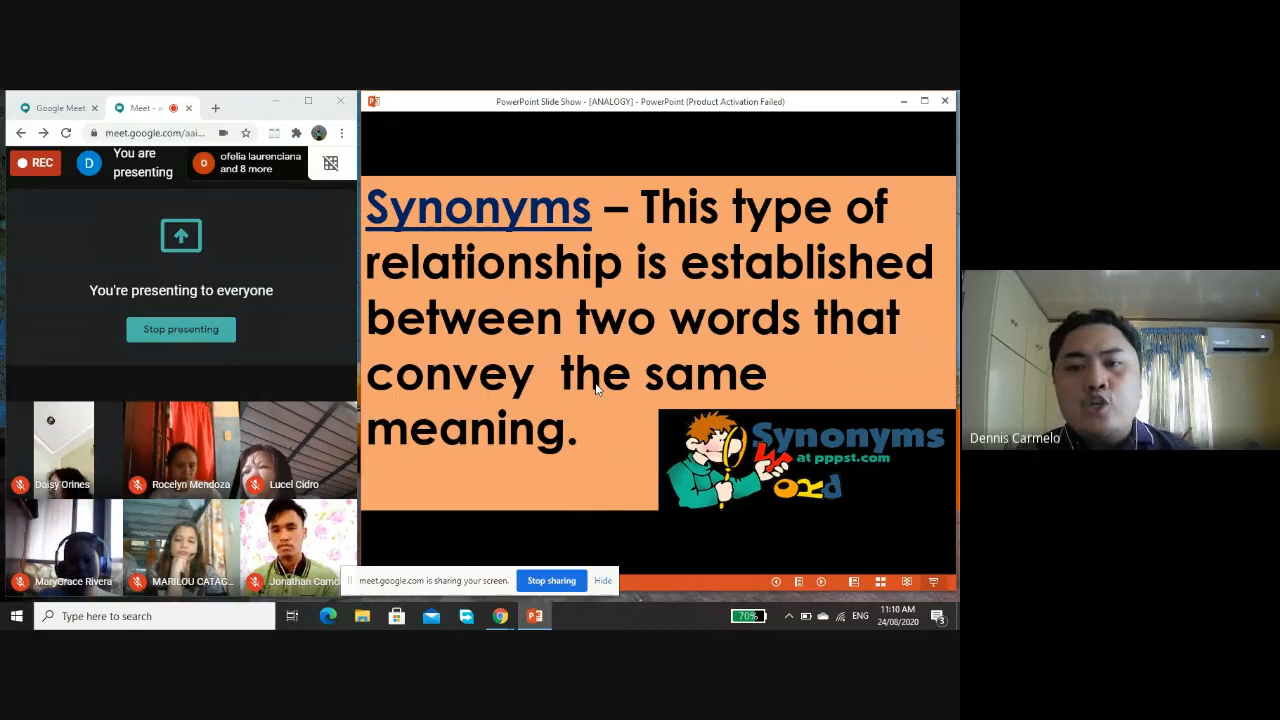 Google Meet
Meet - a
meet.google.com/aai...
REC
D
You are
presenting
o
ofelia laurenciana
and 8 more
You're presenting to everyone
Stop presenting
Daisy Orines
Rocelyn Mendoza
Lucel Cidro
MaryGrace Rivera
MARILOU CATAG...
Jonathan Camc
PowerPoint Slide Show - [ANALOGY] - PowerPoint (Product Activation Failed)
Synonyms – This type of
relationship is established
between two words that
convey the same
meaning.
Synonyms
at pppst.com
WORD
Dennis Carmelo
meet.google.com is sharing your screen.
Stop sharing
Hide
Type here to search
70%
ENG
11:10 AM
24/08/2020
3